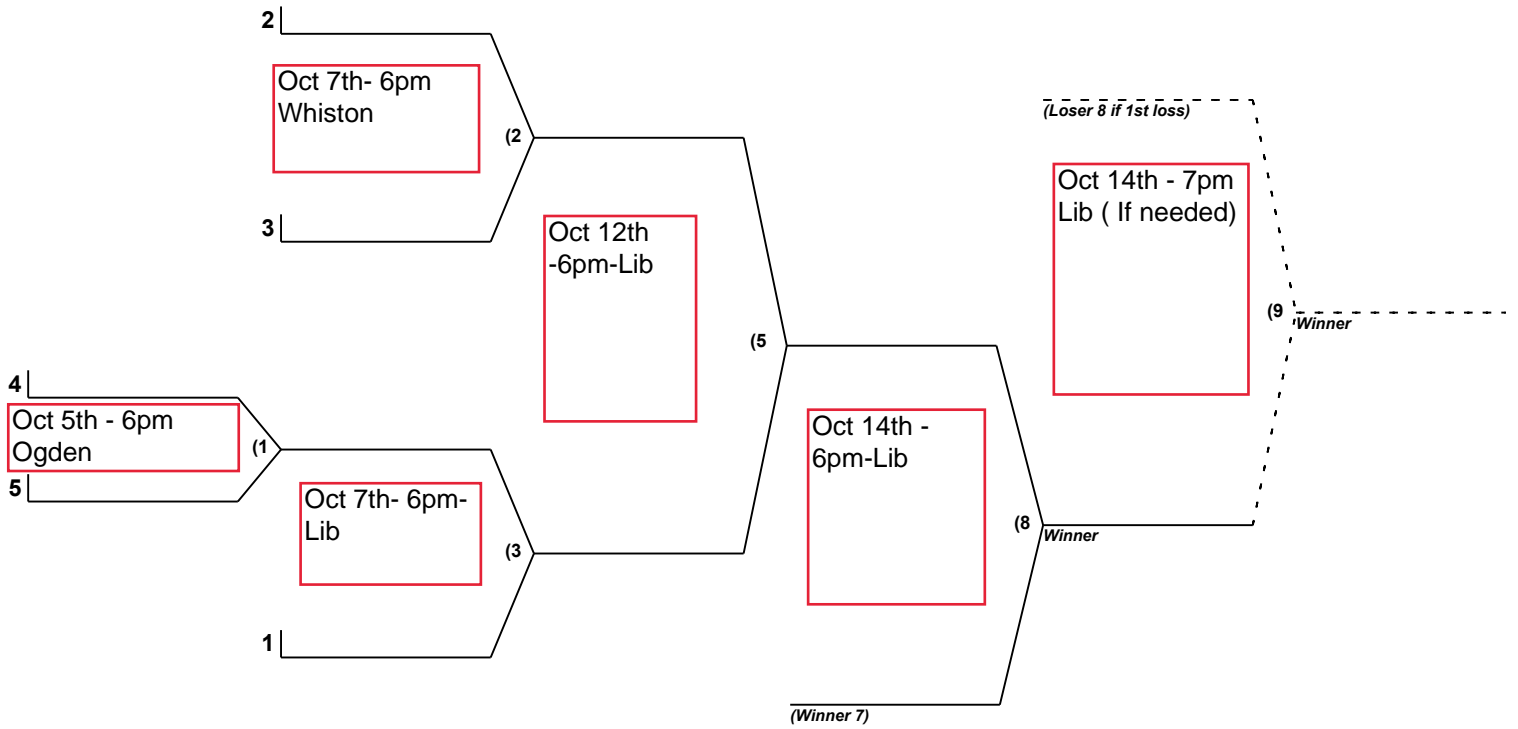 2
Oct 7th- 6pm
Whiston
(2
3
(Loser 8 if 1st loss)
Oct 14th - 7pm
Lib ( If needed)
(9
Winner
Oct 12th
-6pm-Lib
(5
4
Oct 5th - 6pm
Ogden
(1
5
Oct 7th- 6pm-
Lib
(3
1
Oct 14th -
6pm-Lib
(8
Winner
(Winner 7)